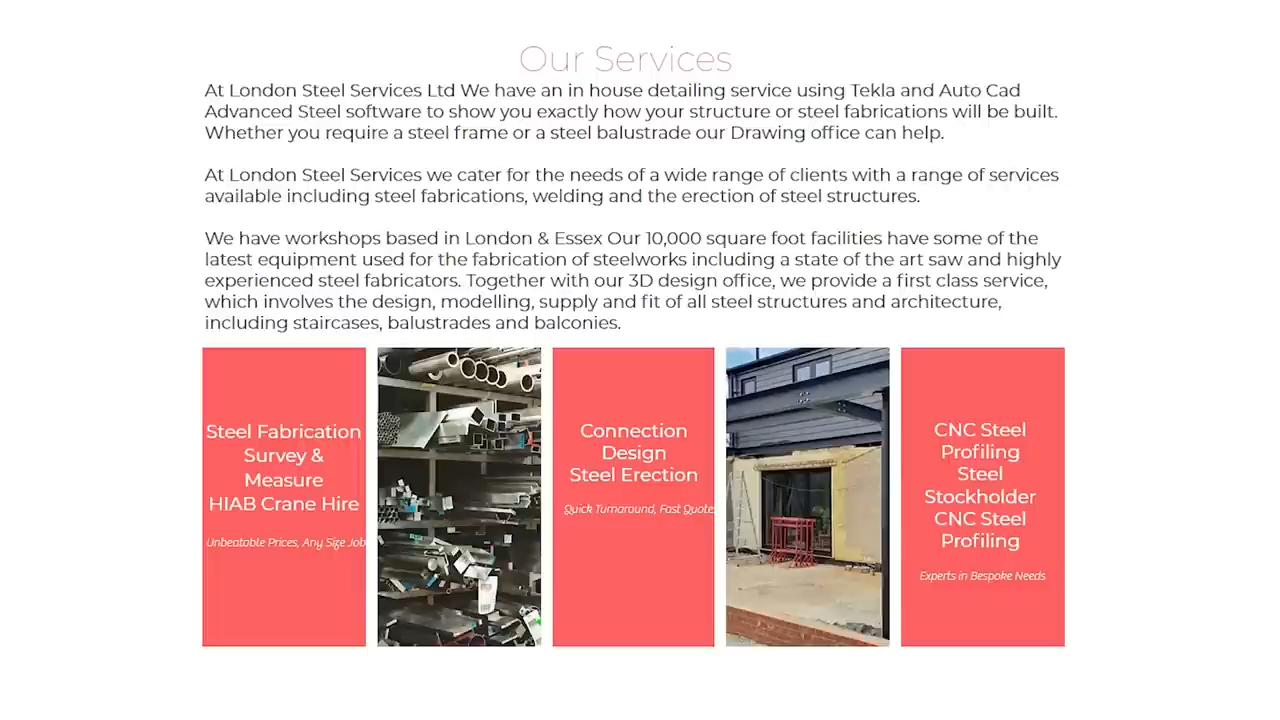 Our Services
At London Steel Services Ltd We have an in house detailing service using Tekla and Auto Cad
Advanced Steel software to show you exactly how your structure or steel fabrications will be built.
Whether you require a steel frame or a steel balustrade our Drawing office can help.
At London Steel Services we cater for the needs of a wide range of clients with a range of services
available including steel fabrications, welding and the erection of steel structures.
We have workshops based in London & Essex Our 10,000 square foot facilities have some of the
latest equipment used for the fabrication of steelworks including a state of the art saw and highly
experienced steel fabricators. Together with our 3D design office, we provide a first class service,
which involves the design, modelling, supply and fit of all steel structures and architecture,
including staircases, balustrades and balconies.
Steel Fabrication
Survey &
Measure
HIAB Crane Hire
Unbeatable Prices, Any Size Job
Connection
Design
Steel Erection
Quick Turnaround, Fast Quote
CNC Steel
Profiling
Steel
Stockholder
CNC Steel
Profiling
Experts in Bespoke Needs